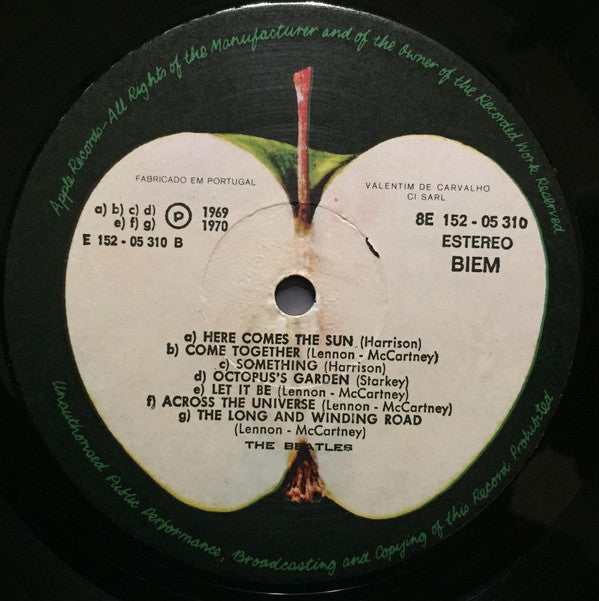 Apple Records - All Rights of the Manufacturer and of the Owner of the Recorded Work Reserved
FABRICADO EM PORTUGAL
a) b) c) d) ℗ 1969
e) f) g) 1970
E 152 - 05 310 B
VALENTIM DE CARVALHO
CI SARL
8E 152 - 05 310
ESTEREO
BIEM
a) HERE COMES THE SUN (Harrison)
b) COME TOGETHER (Lennon - McCartney)
c) SOMETHING (Harrison)
d) OCTOPUS'S GARDEN (Starkey)
e) LET IT BE (Lennon - McCartney)
f) ACROSS THE UNIVERSE (Lennon - McCartney)
g) THE LONG AND WINDING ROAD
(Lennon - McCartney)
THE BEATLES
Unauthorised Public Performance, Broadcasting and Copying of this Record Prohibited